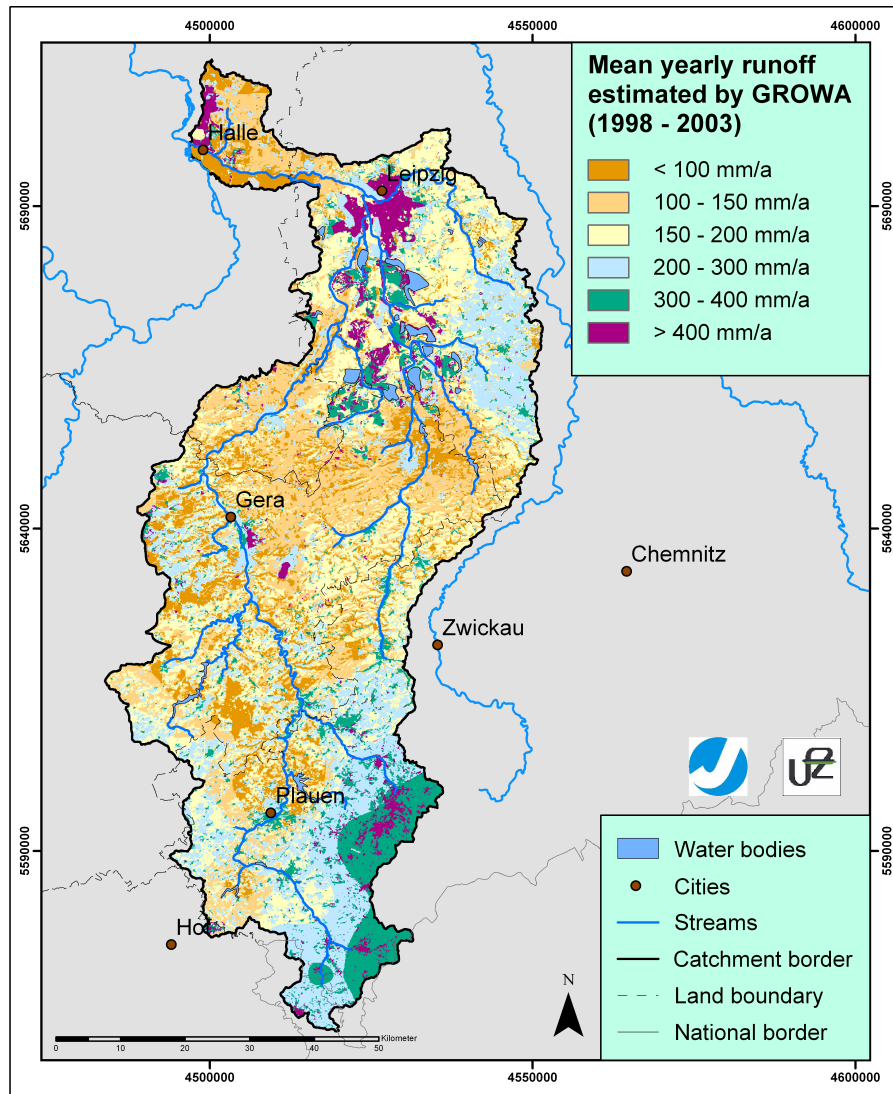 4500000
4550000
4600000
Mean yearly runoff
estimated by GROWA
(1998 - 2003)
< 100 mm/a
100 - 150 mm/a
150 - 200 mm/a
200 - 300 mm/a
300 - 400 mm/a
> 400 mm/a
Halle
Leipzig
5690000
5690000
Gera
5640000
5640000
Chemnitz
Zwickau
UFZ
Plauen
5590000
5590000
Water bodies
Cities
Streams
Catchment border
Land boundary
National border
Hof
N
Kilometer
0 10 20 30 40 50
4500000
4550000
4600000